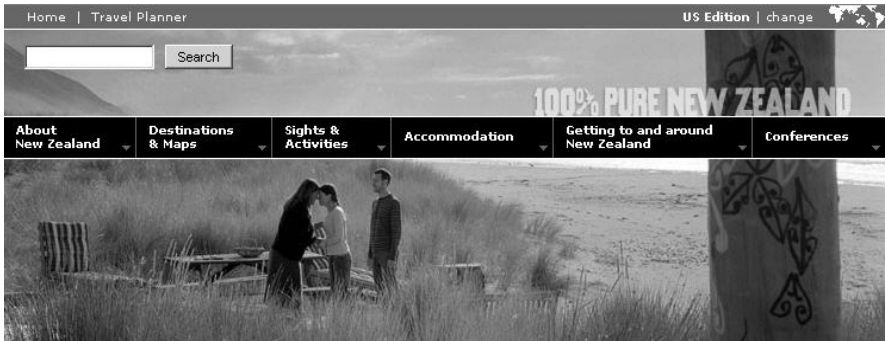 Home | Travel Planner
US Edition | change
Search
100% PURE NEW ZEALAND
About
New Zealand
Destinations
& Maps
Sights &
Activities
Accommodation
Getting to and around
New Zealand
Conferences